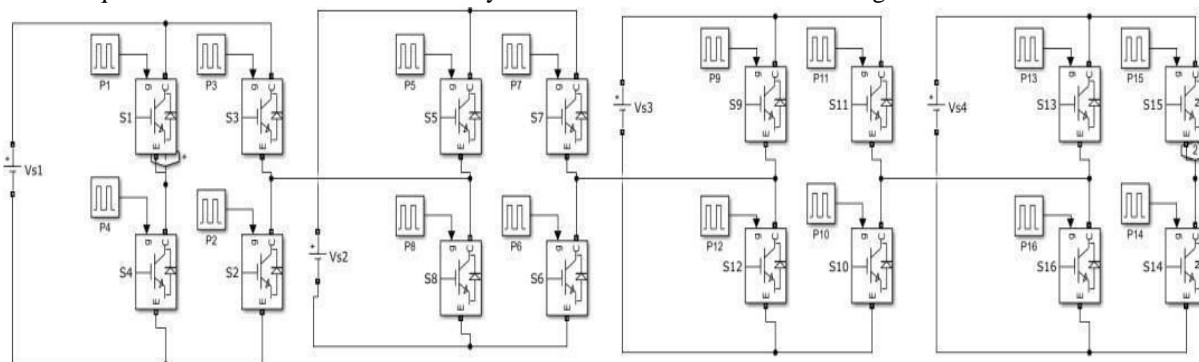 P1
g C
S1
E
+
P3
g C
S3
E
+
Vs1
P4
g C
S4
E
P2
g C
S2
E
P5
g C
S5
E
P7
g C
S7
E
+
Vs2
P8
g C
S8
E
P6
g C
S6
E
P9
g C
S9
E
P11
g C
S11
E
+
Vs3
P12
g C
S12
E
P10
g C
S10
E
P13
g C
S13
E
P15
g C
S15
E
2
+
Vs4
P16
g C
S16
E
P14
g C
S14
E